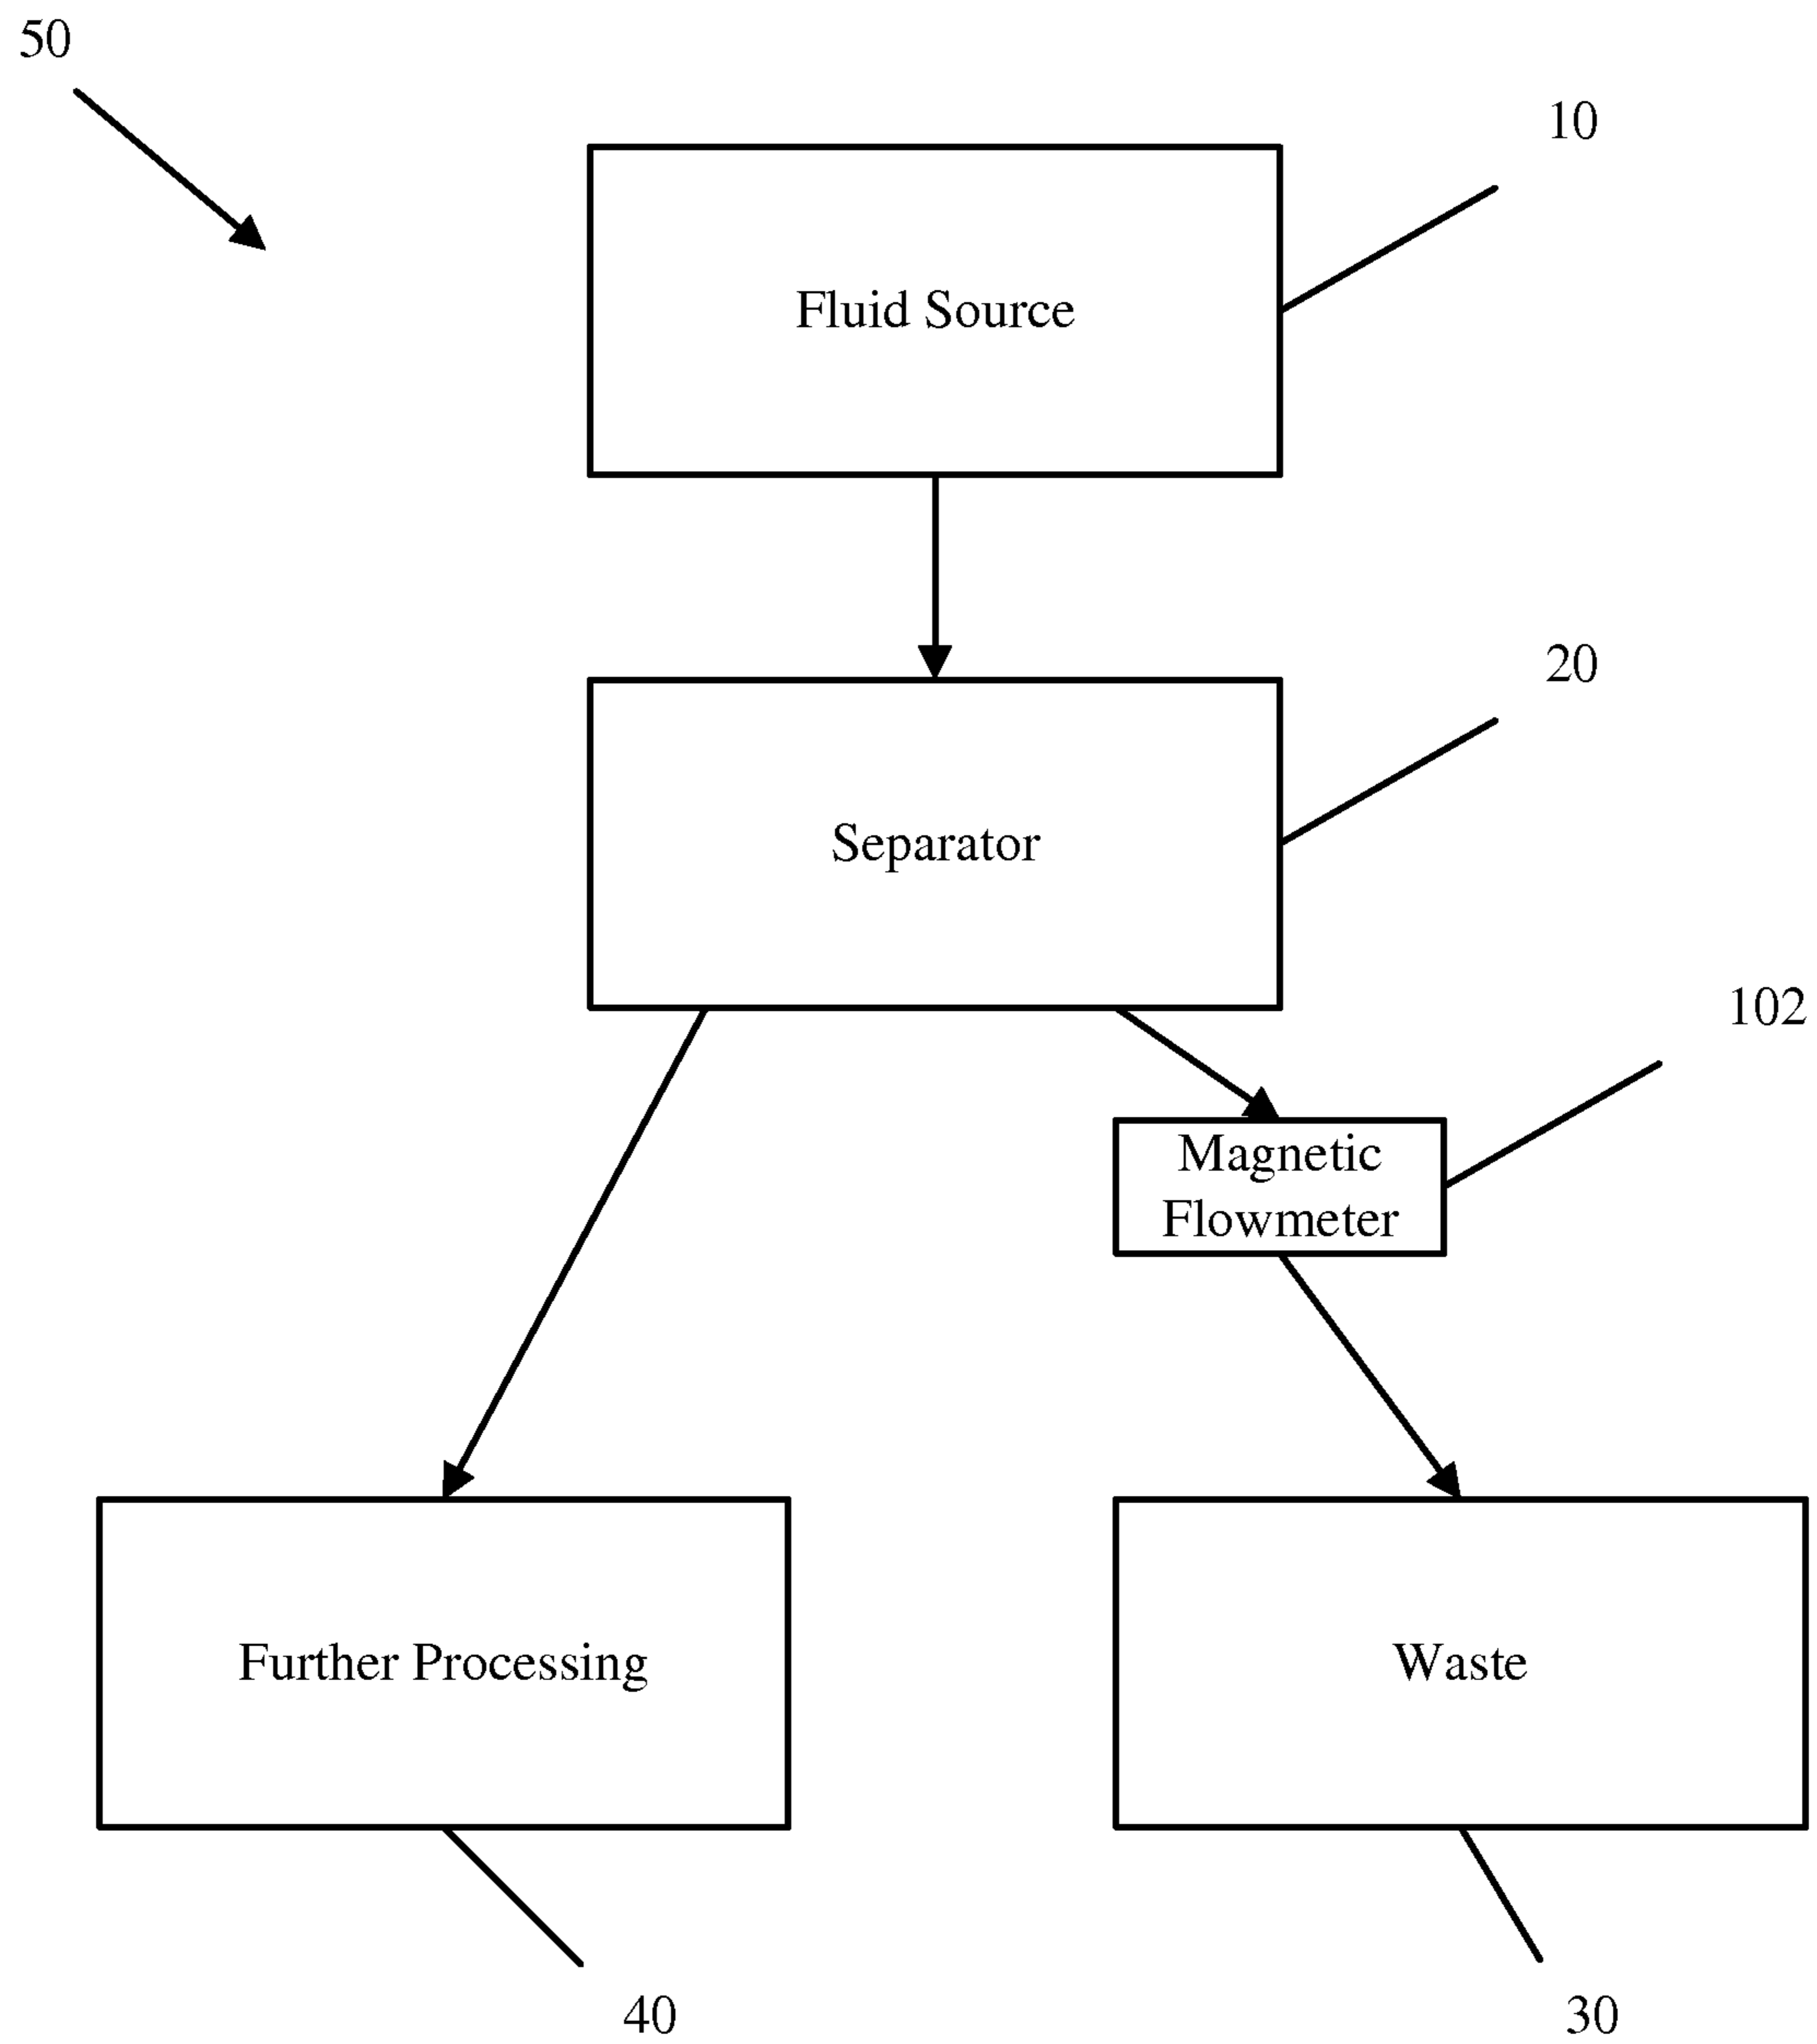 50
10
Fluid Source
20
Separator
102
Magnetic
Flowmeter
Further Processing
Waste
40
30